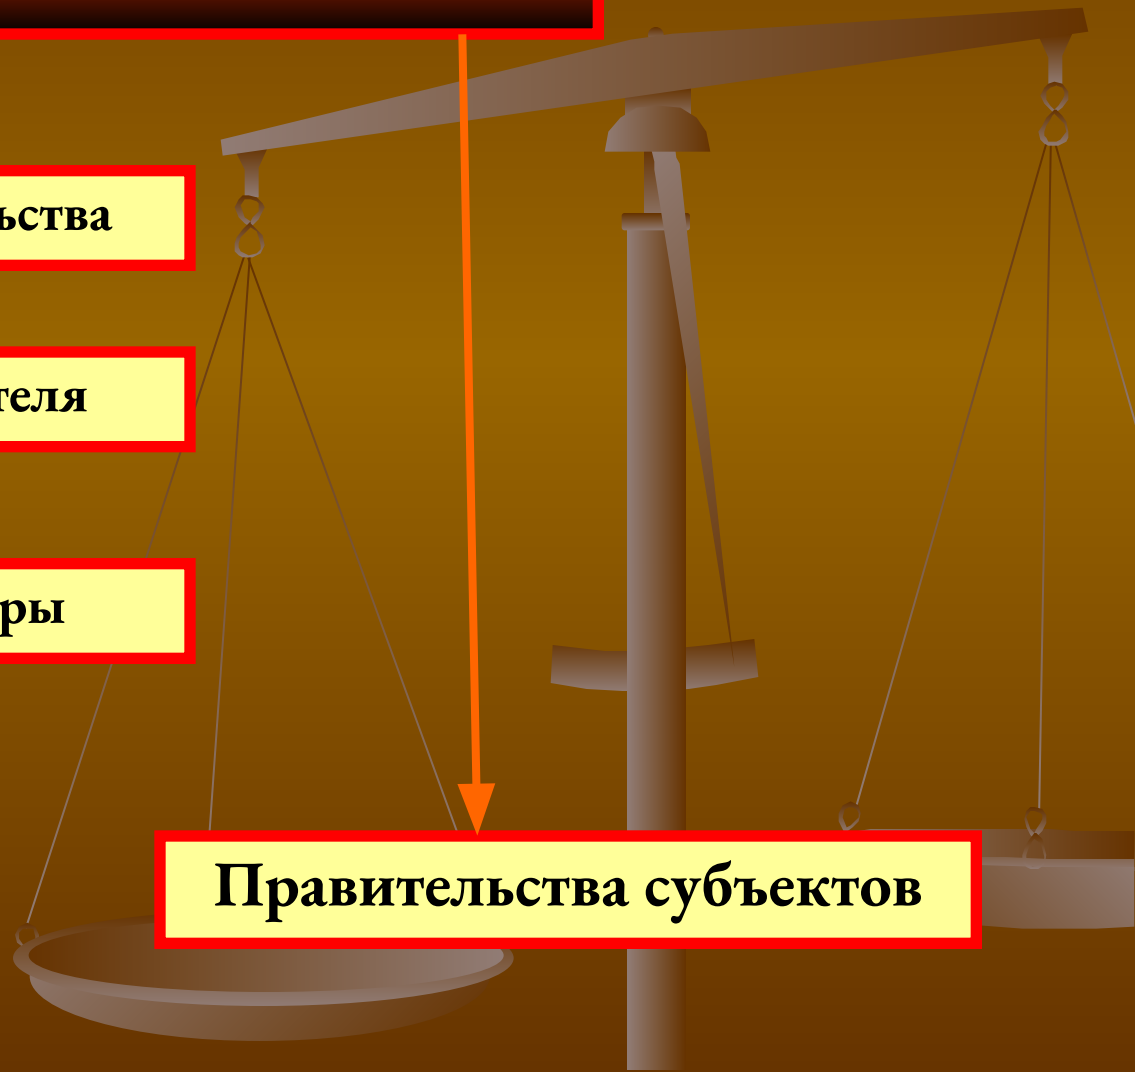 ьства
теля
ры
Правительства субъектов